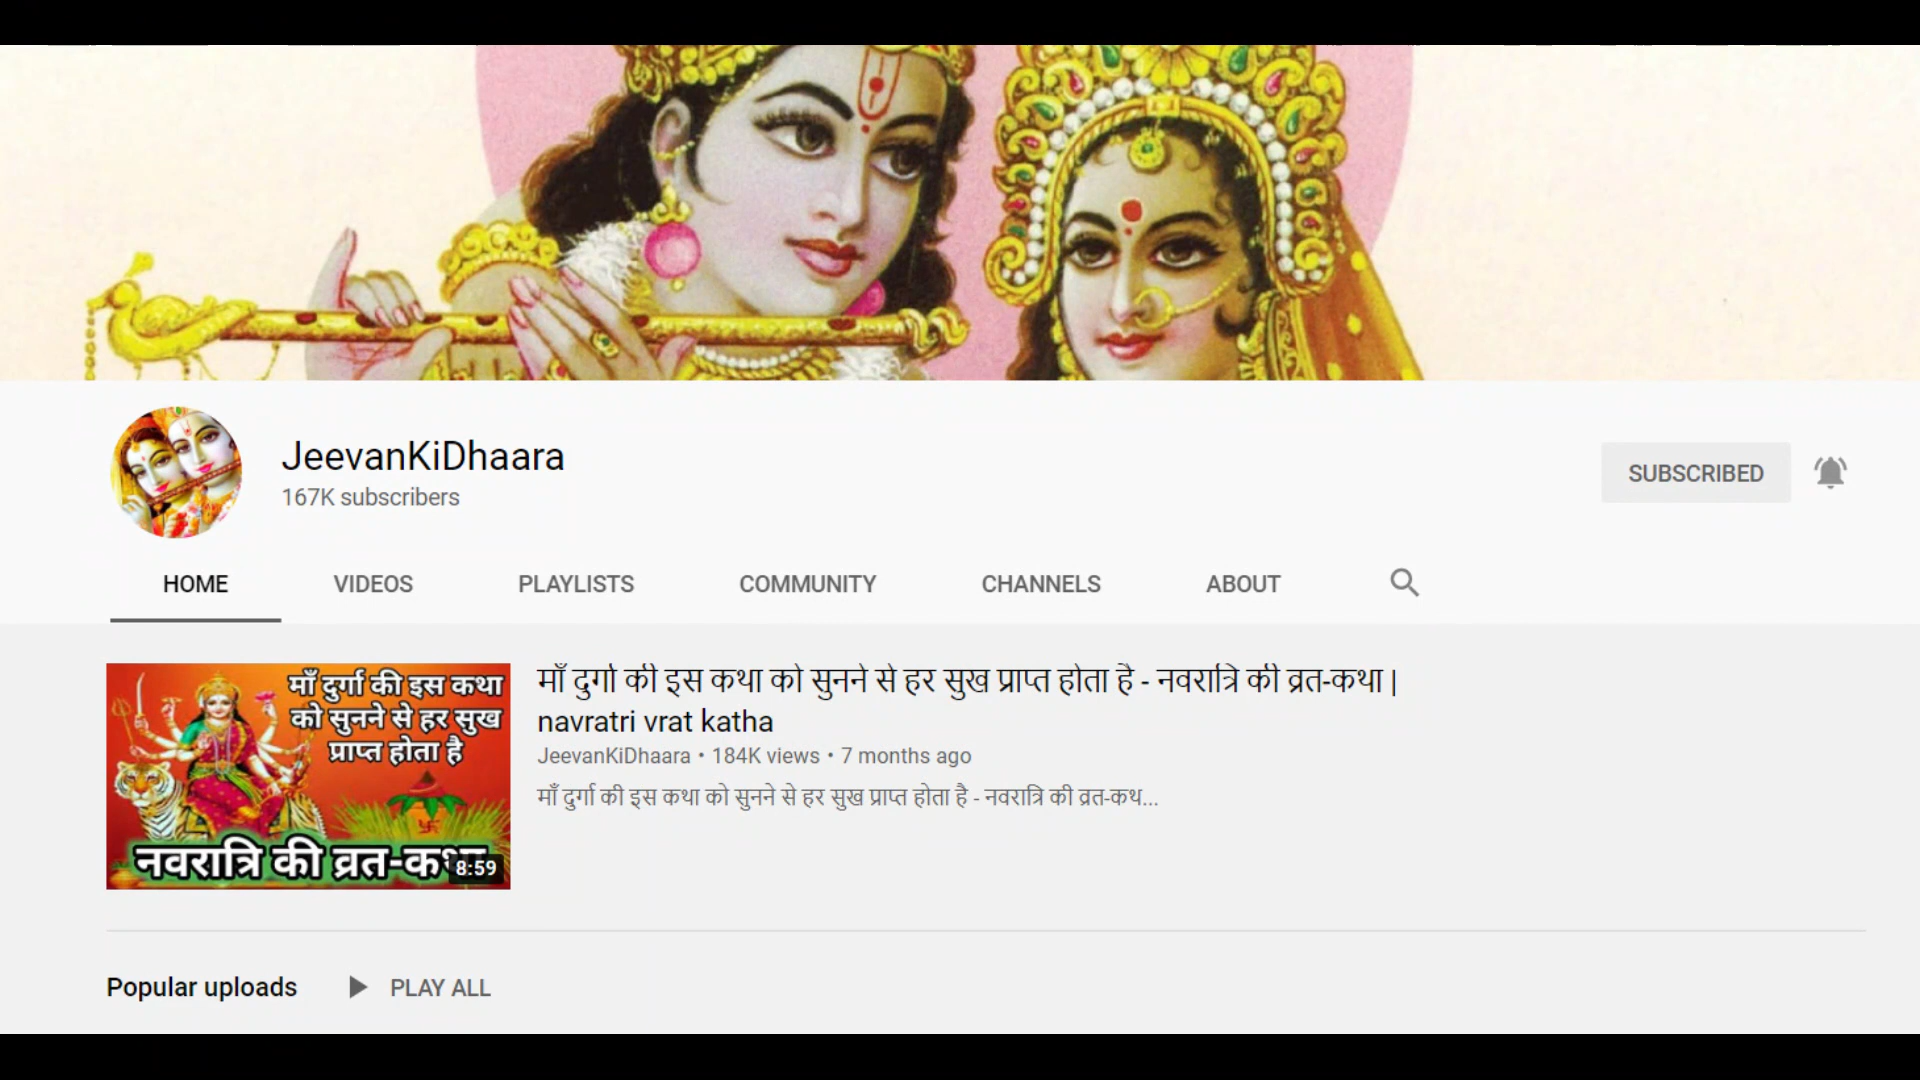 JeevanKiDhaara
167K subscribers
SUBSCRIBED
HOME VIDEOS PLAYLISTS COMMUNITY CHANNELS ABOUT
माँ दुर्गा की इस कथा
को सुनने से हर सुख
प्राप्त होता है
नवरात्रि की व्रत-कथा
8:59
माँ दुर्गा की इस कथा को सुनने से हर सुख प्राप्त होता है - नवरात्रि की व्रत-कथा |
navratri vrat katha
JeevanKiDhaara • 184K views • 7 months ago
माँ दुर्गा की इस कथा को सुनने से हर सुख प्राप्त होता है - नवरात्रि की व्रत-कथ...
Popular uploads PLAY ALL